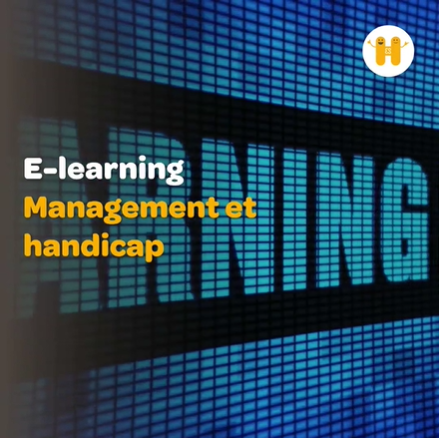 E-learning
Management et
handicap
ARNING